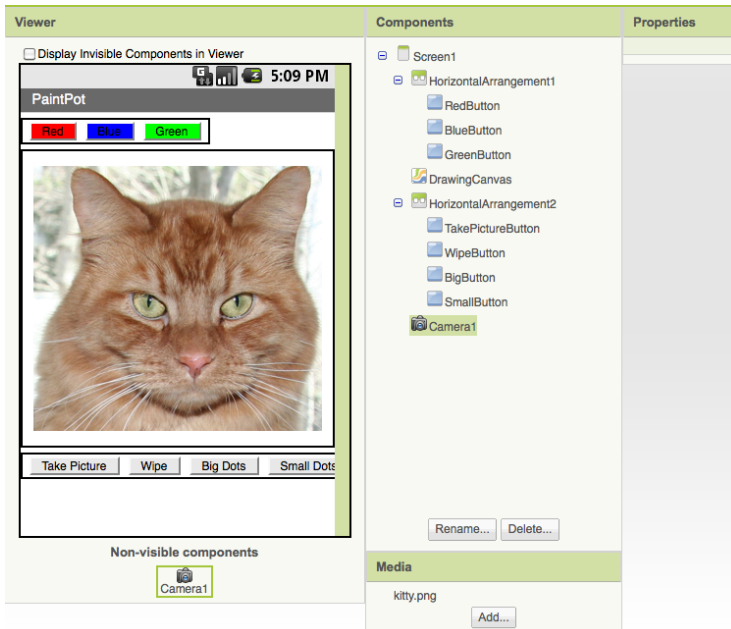 Viewer
Display Invisible Components in Viewer
5:09 PM
PaintPot
Red Blue Green
Take Picture Wipe Big Dots Small Dots
Non-visible components
Camera1
Components
Screen1
HorizontalArrangement1
RedButton
BlueButton
GreenButton
DrawingCanvas
HorizontalArrangement2
TakePictureButton
WipeButton
BigButton
SmallButton
Camera1
Rename... Delete...
Media
kitty.png
Add...
Properties